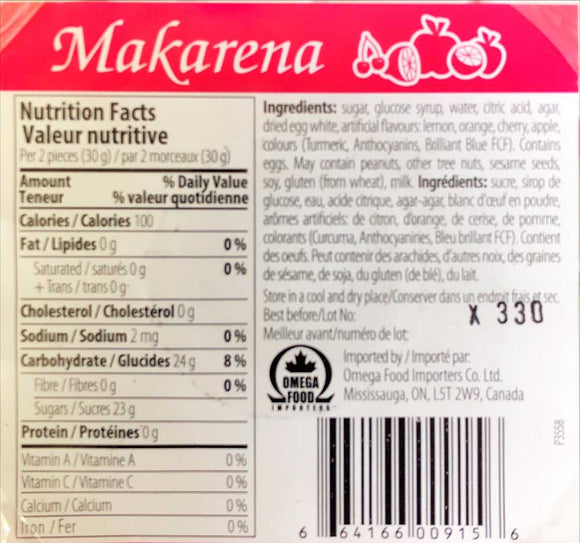 Makarena
Nutrition Facts
Valeur nutritive
Per 2 pieces (30 g) / par 2 morceaux (30 g)
Amount % Daily Value
Teneur % valeur quotidienne
Calories / Calories 100
Fat / Lipides 0 g 0 %
Saturated / saturés 0 g 0 %
+ Trans / trans 0 g
Cholesterol / Cholestérol 0 g
Sodium / Sodium 2 mg 0 %
Carbohydrate / Glucides 24 g 8 %
Fibre / Fibres 0 g 0 %
Sugars / Sucres 23 g
Protein / Protéines 0 g
Vitamin A / Vitamine A 0 %
Vitamin C / Vitamine C 0 %
Calcium / Calcium 0 %
Iron / Fer 0 %
Ingredients: sugar, glucose syrup, water, citric acid, agar,
dried egg white, artificial flavours: lemon, orange, cherry, apple,
colours (Turmeric, Anthocyanins, Brilliant Blue FCF). Contains
eggs. May contain peanuts, other tree nuts, sesame seeds,
soy, gluten (from wheat), milk. Ingrédients: sucre, sirop de
glucose, eau, acide citrique, agar-agar, blanc d'œuf en poudre,
arômes artificiels: de citron, d'orange, de cerise, de pomme,
colorants (Curcuma, Anthocyanines, Bleu brillant FCF). Contient
des oeufs. Peut contenir des arachides, d'autres noix, des graines
de sésame, de soja, du gluten (de blé), du lait.
Store in a cool and dry place/Conserver dans un endroit frais et sec.
Best before/Lot No:
X 330
Meilleur avant/numéro de lot:
OMEGA
FOOD
IMPORTERS
Imported by / Importé par:
Omega Food Importers Co. Ltd.
Mississauga, ON, L5T 2W9, Canada
P3558
6 64166 00915 6